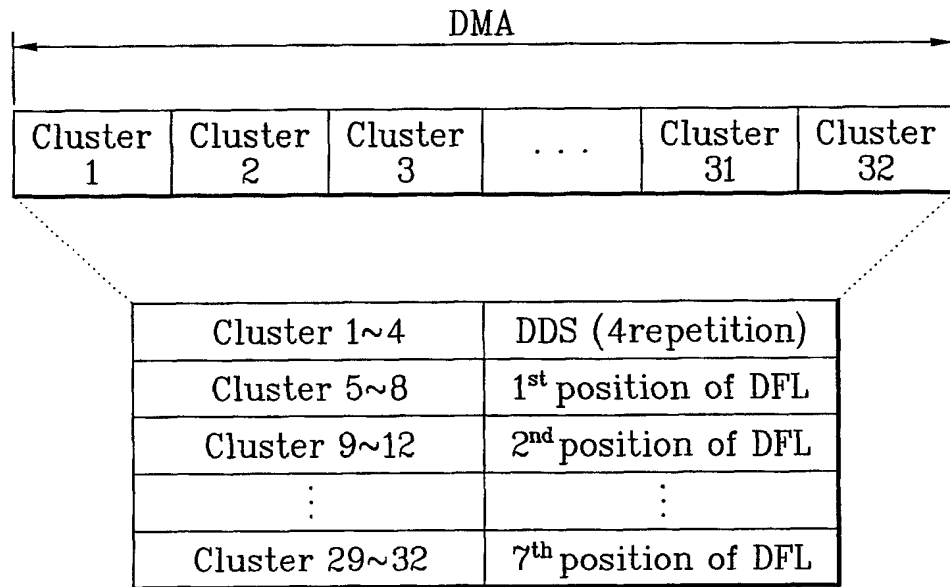 DMA
Cluster 1
Cluster 2
Cluster 3
. . .
Cluster 31
Cluster 32
Cluster 1~4 DDS (4repetition)
Cluster 5~8 1st position of DFL
Cluster 9~12 2nd position of DFL
⋮ ⋮
Cluster 29~32 7th position of DFL